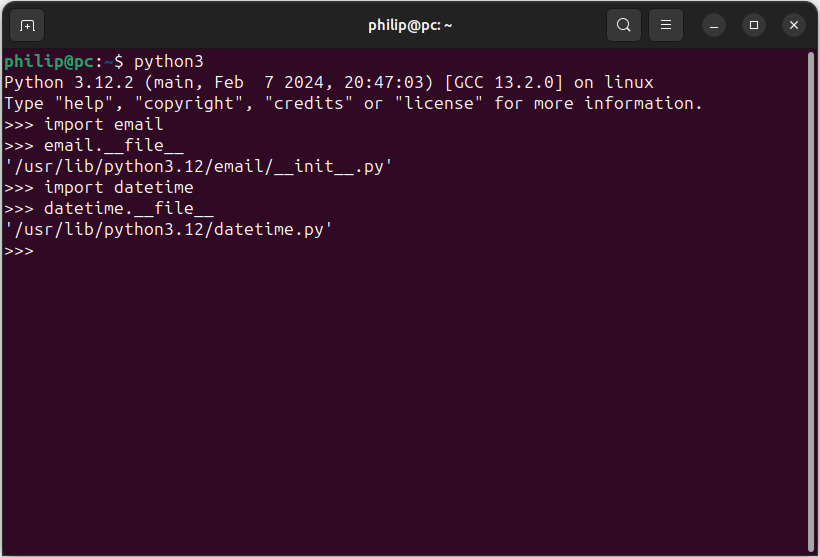 philip@pc: ~
philip@pc:~$ python3
Python 3.12.2 (main, Feb  7 2024, 20:47:03) [GCC 13.2.0] on linux
Type "help", "copyright", "credits" or "license" for more information.
>>> import email
>>> email.__file__
'/usr/lib/python3.12/email/__init__.py'
>>> import datetime
>>> datetime.__file__
'/usr/lib/python3.12/datetime.py'
>>>